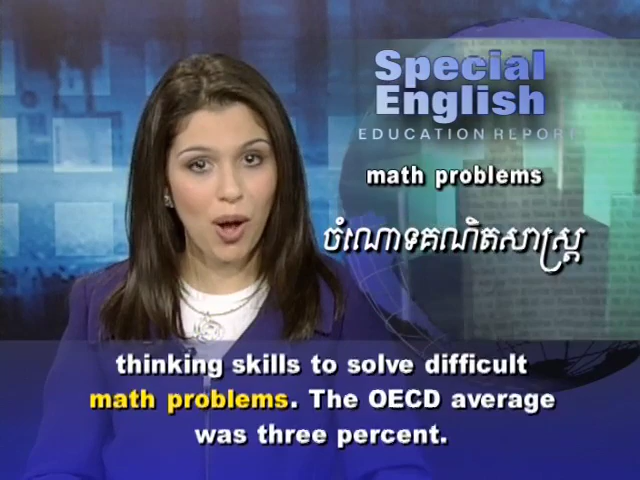 Special
English
EDUCATION REPORT
math problems
ចំណោទគណិតសាស្ត្រ
thinking skills to solve difficult
math problems. The OECD average
was three percent.